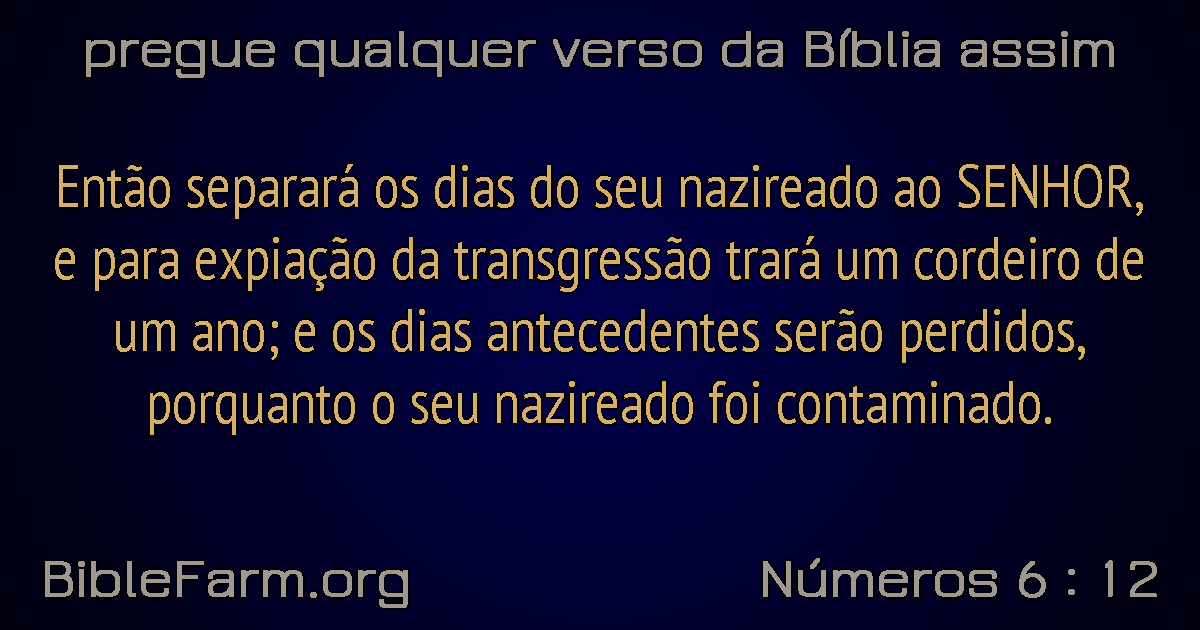 pregue qualquer verso da Bíblia assim
Então separará os dias do seu nazireado ao SENHOR,
e para expiação da transgressão trará um cordeiro de
um ano; e os dias antecedentes serão perdidos,
porquanto o seu nazireado foi contaminado.
BibleFarm.org
Números 6 : 12